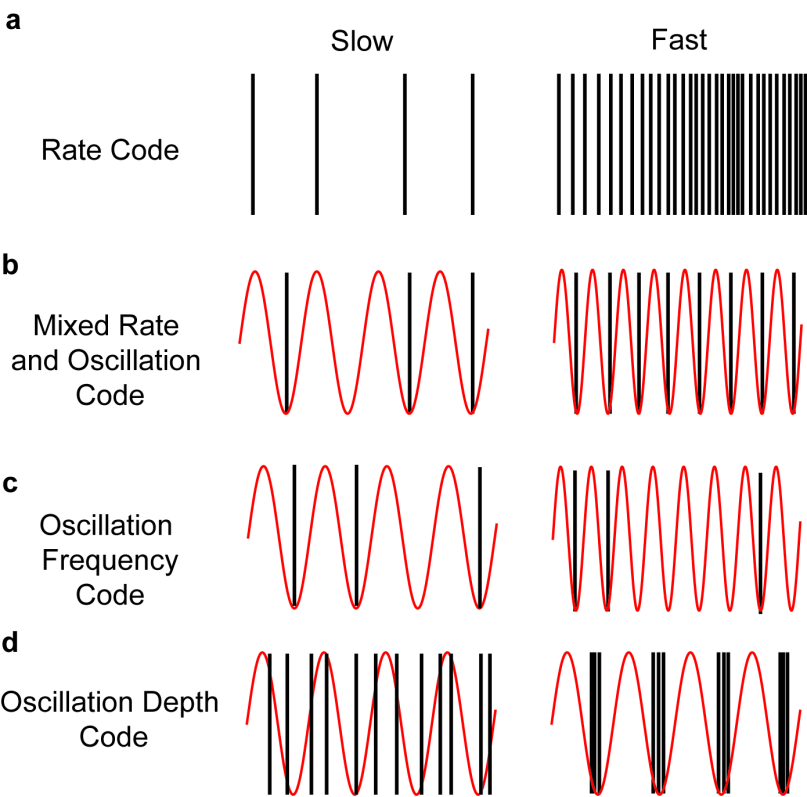 a
Slow
Fast
Rate Code
b
Mixed Rate
and Oscillation
Code
c
Oscillation
Frequency
Code
d
Oscillation Depth
Code